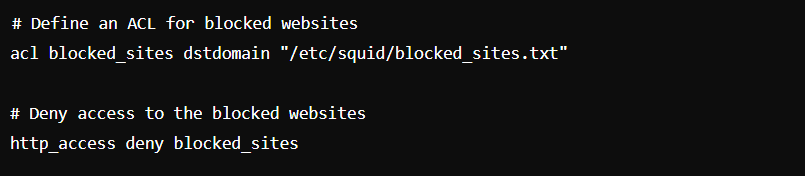 # Define an ACL for blocked websites
acl blocked_sites dstdomain "/etc/squid/blocked_sites.txt"
# Deny access to the blocked websites
http_access deny blocked_sites